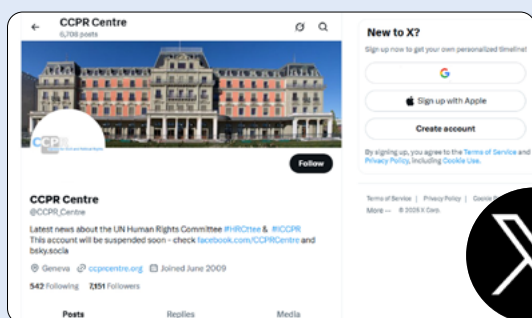 CCPR Centre
6,708 posts
CCPR
Follow
CCPR Centre
@CCPR_Centre
Latest news about the UN Human Rights Committee #HRCttee & #ICCPR
This account will be suspended soon - check facebook.com/CCPRCentre and
bsky.socia
Geneva ccprcentre.org Joined June 2009
542 Following 7,151 Followers
Posts Replies Media
New to X?
Sign up now to get your own personalized timeline!
G
Sign up with Apple
Create account
By signing up, you agree to the Terms of Service and
Privacy Policy, including Cookie Use.
Terms of Service | Privacy Policy | Cookie
More ··· © 2025 X Corp.
X